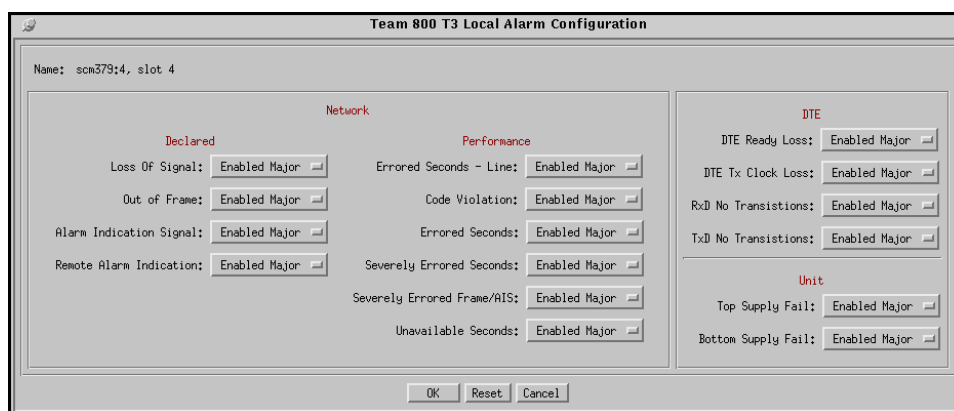 Team 800 T3 Local Alarm Configuration
Name: scm379:4, slot 4
Network
Declared
Loss Of Signal: Enabled Major
Out of Frame: Enabled Major
Alarm Indication Signal: Enabled Major
Remote Alarm Indication: Enabled Major
Performance
Errored Seconds - Line: Enabled Major
Code Violation: Enabled Major
Errored Seconds: Enabled Major
Severely Errored Seconds: Enabled Major
Severely Errored Frame/AIS: Enabled Major
Unavailable Seconds: Enabled Major
DTE
DTE Ready Loss: Enabled Major
DTE Tx Clock Loss: Enabled Major
RxD No Transistions: Enabled Major
TxD No Transistions: Enabled Major
Unit
Top Supply Fail: Enabled Major
Bottom Supply Fail: Enabled Major
OK Reset Cancel